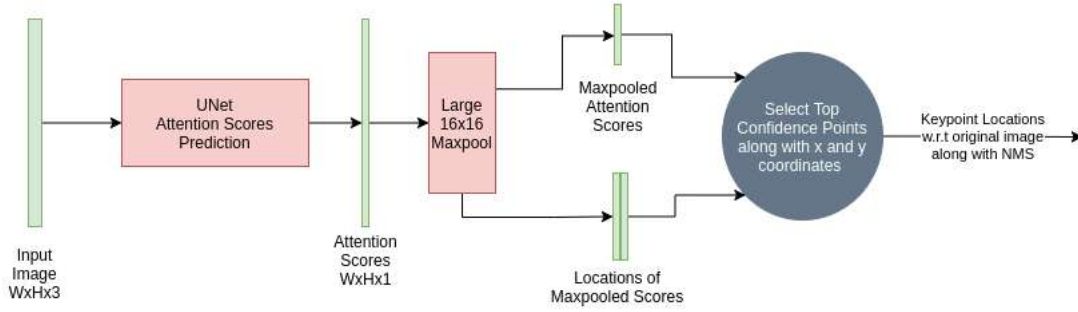 Input
Image
WxHx3
UNet
Attention Scores
Prediction
Attention
Scores
WxHx1
Large
16x16
Maxpool
Maxpooled
Attention
Scores
Locations of
Maxpooled Scores
Select Top
Confidence Points
along with x and y
coordinates
Keypoint Locations
w.r.t original image
along with NMS